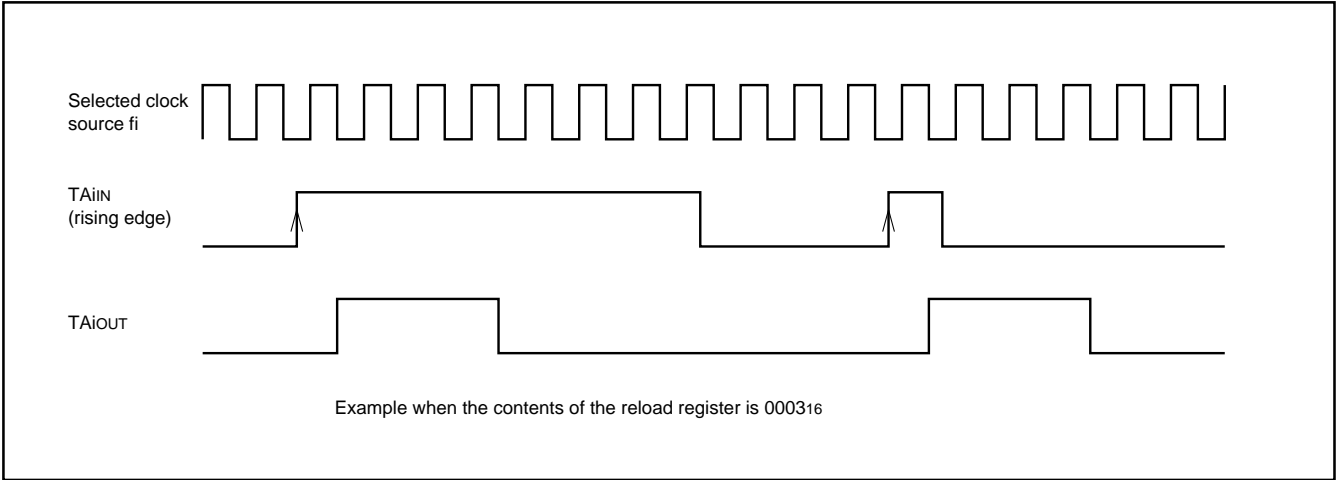 Selected clock
source fi
TAiIN
(rising edge)
TAiOUT
Example when the contents of the reload register is 000316